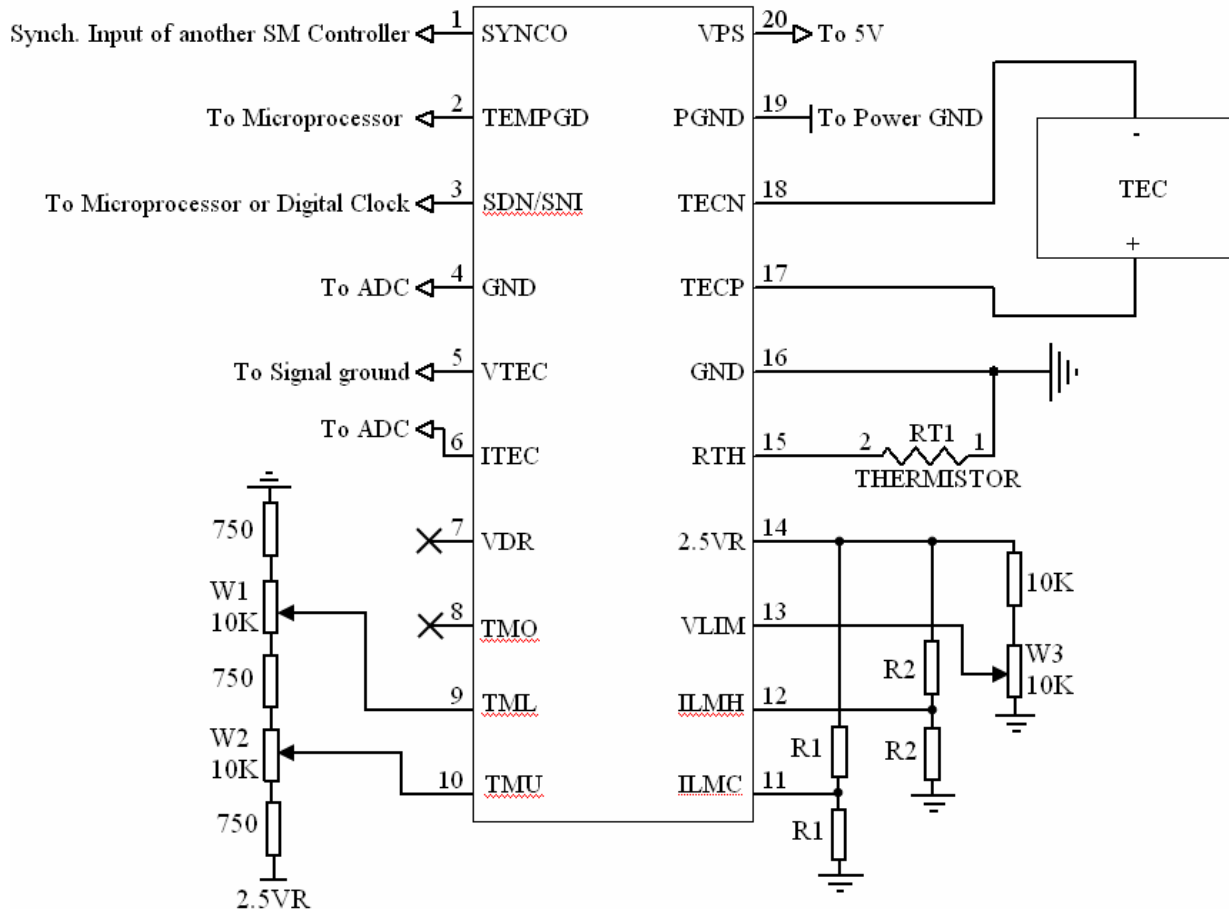 Synch. Input of another SM Controller
1
SYNCO
VPS
20
To 5V
To Microprocessor
2
TEMPGD
PGND
19
To Power GND
-
TEC
+
To Microprocessor or Digital Clock
3
SDN/SNI
TECN
18
To ADC
4
GND
TECP
17
To Signal ground
5
VTEC
GND
16
To ADC
6
ITEC
RTH
15
2
RT1
1
THERMISTOR
750
7
VDR
2.5VR
14
10K
W1
10K
8
TMO
VLIM
13
W3
10K
750
9
TML
ILMH
12
R2
R2
W2
10K
10
TMU
ILMC
11
R1
R1
750
2.5VR